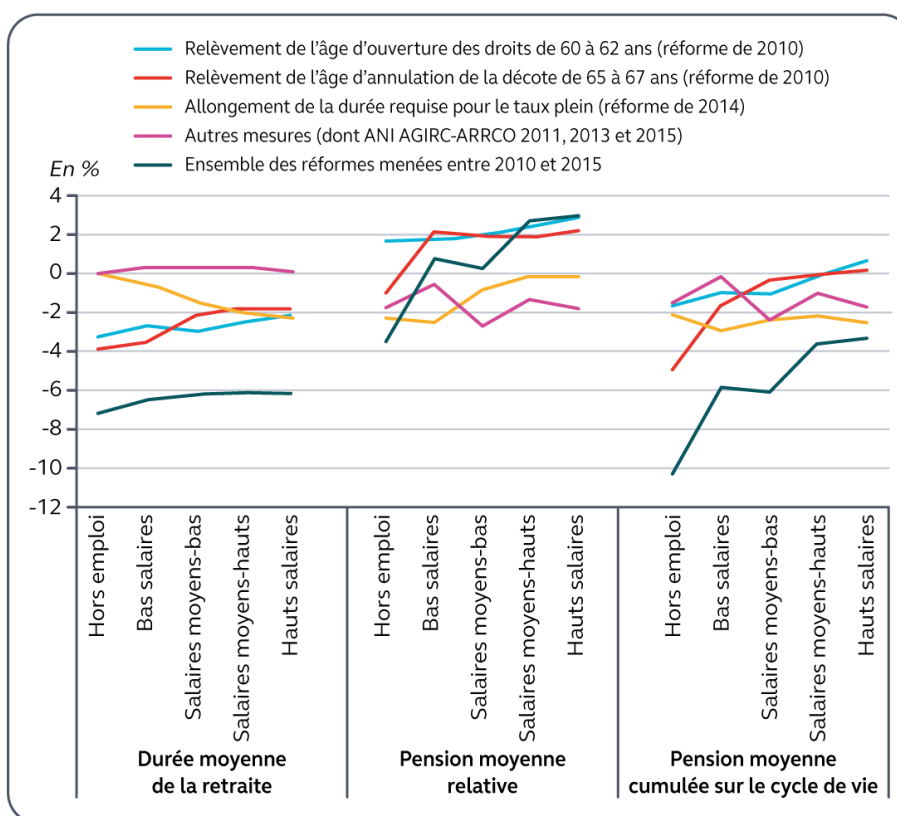 Relèvement de l’âge d’ouverture des droits de 60 à 62 ans (réforme de 2010)
Relèvement de l’âge d’annulation de la décote de 65 à 67 ans (réforme de 2010)
Allongement de la durée requise pour le taux plein (réforme de 2014)
Autres mesures (dont ANI AGIRC-ARRCO 2011, 2013 et 2015)
Ensemble des réformes menées entre 2010 et 2015
En %
4
2
0
-2
-4
-6
-8
-10
-12
Hors emploi
Bas salaires
Salaires moyens-bas
Salaires moyens-hauts
Hauts salaires
Hors emploi
Bas salaires
Salaires moyens-bas
Salaires moyens-hauts
Hauts salaires
Hors emploi
Bas salaires
Salaires moyens-bas
Salaires moyens-hauts
Hauts salaires
Durée moyenne
de la retraite
Pension moyenne
relative
Pension moyenne
cumulée sur le cycle de vie